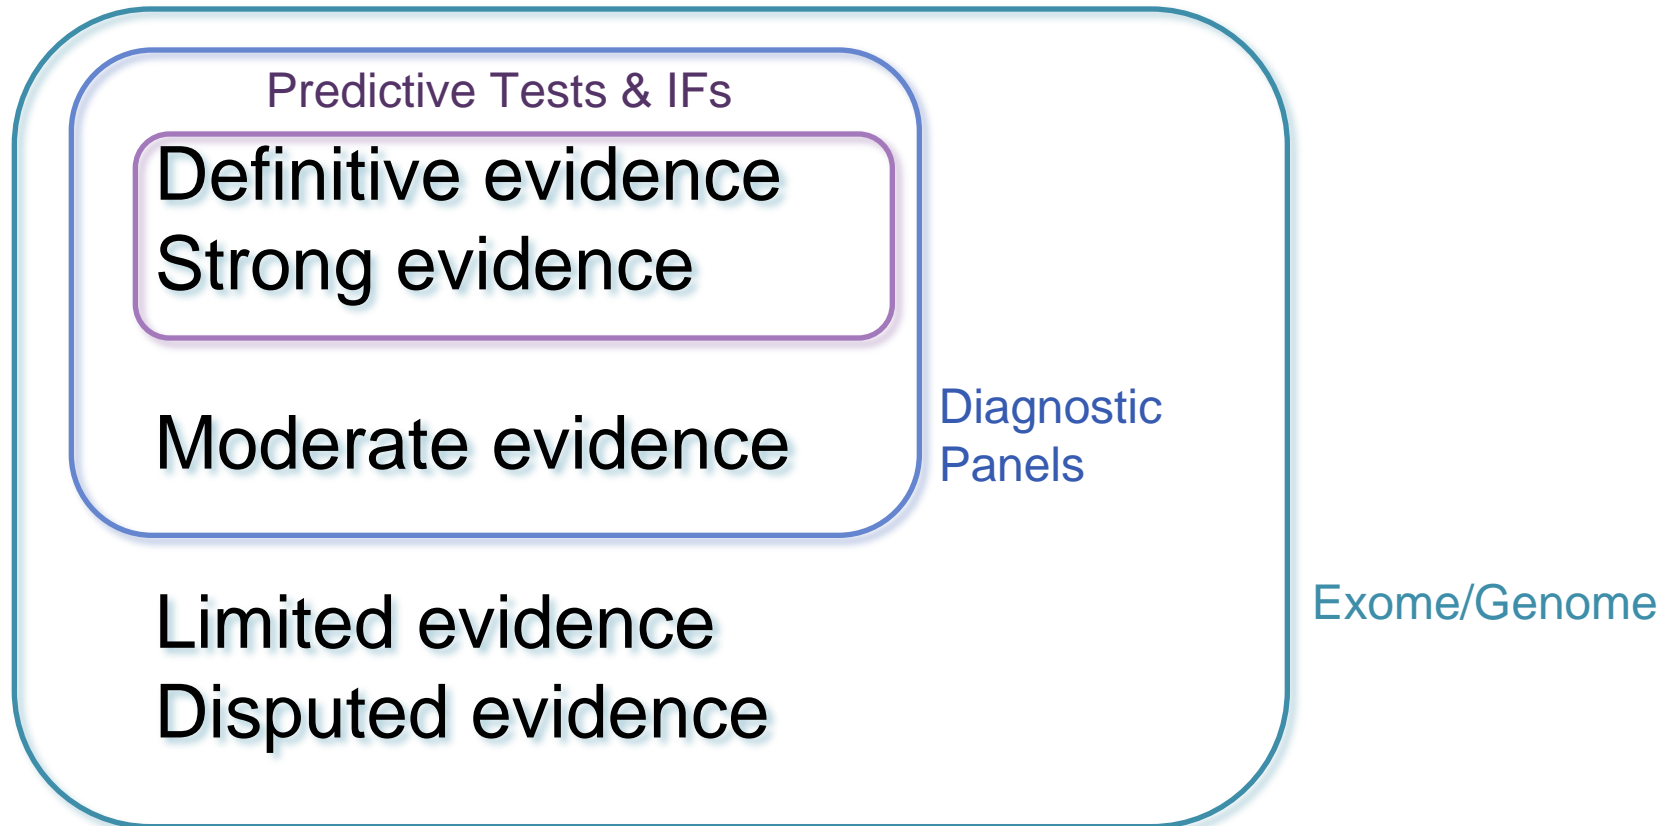 Predictive Tests & IFs
Definitive evidence
Strong evidence
Moderate evidence
Diagnostic
Panels
Limited evidence
Exome/Genome
Disputed evidence